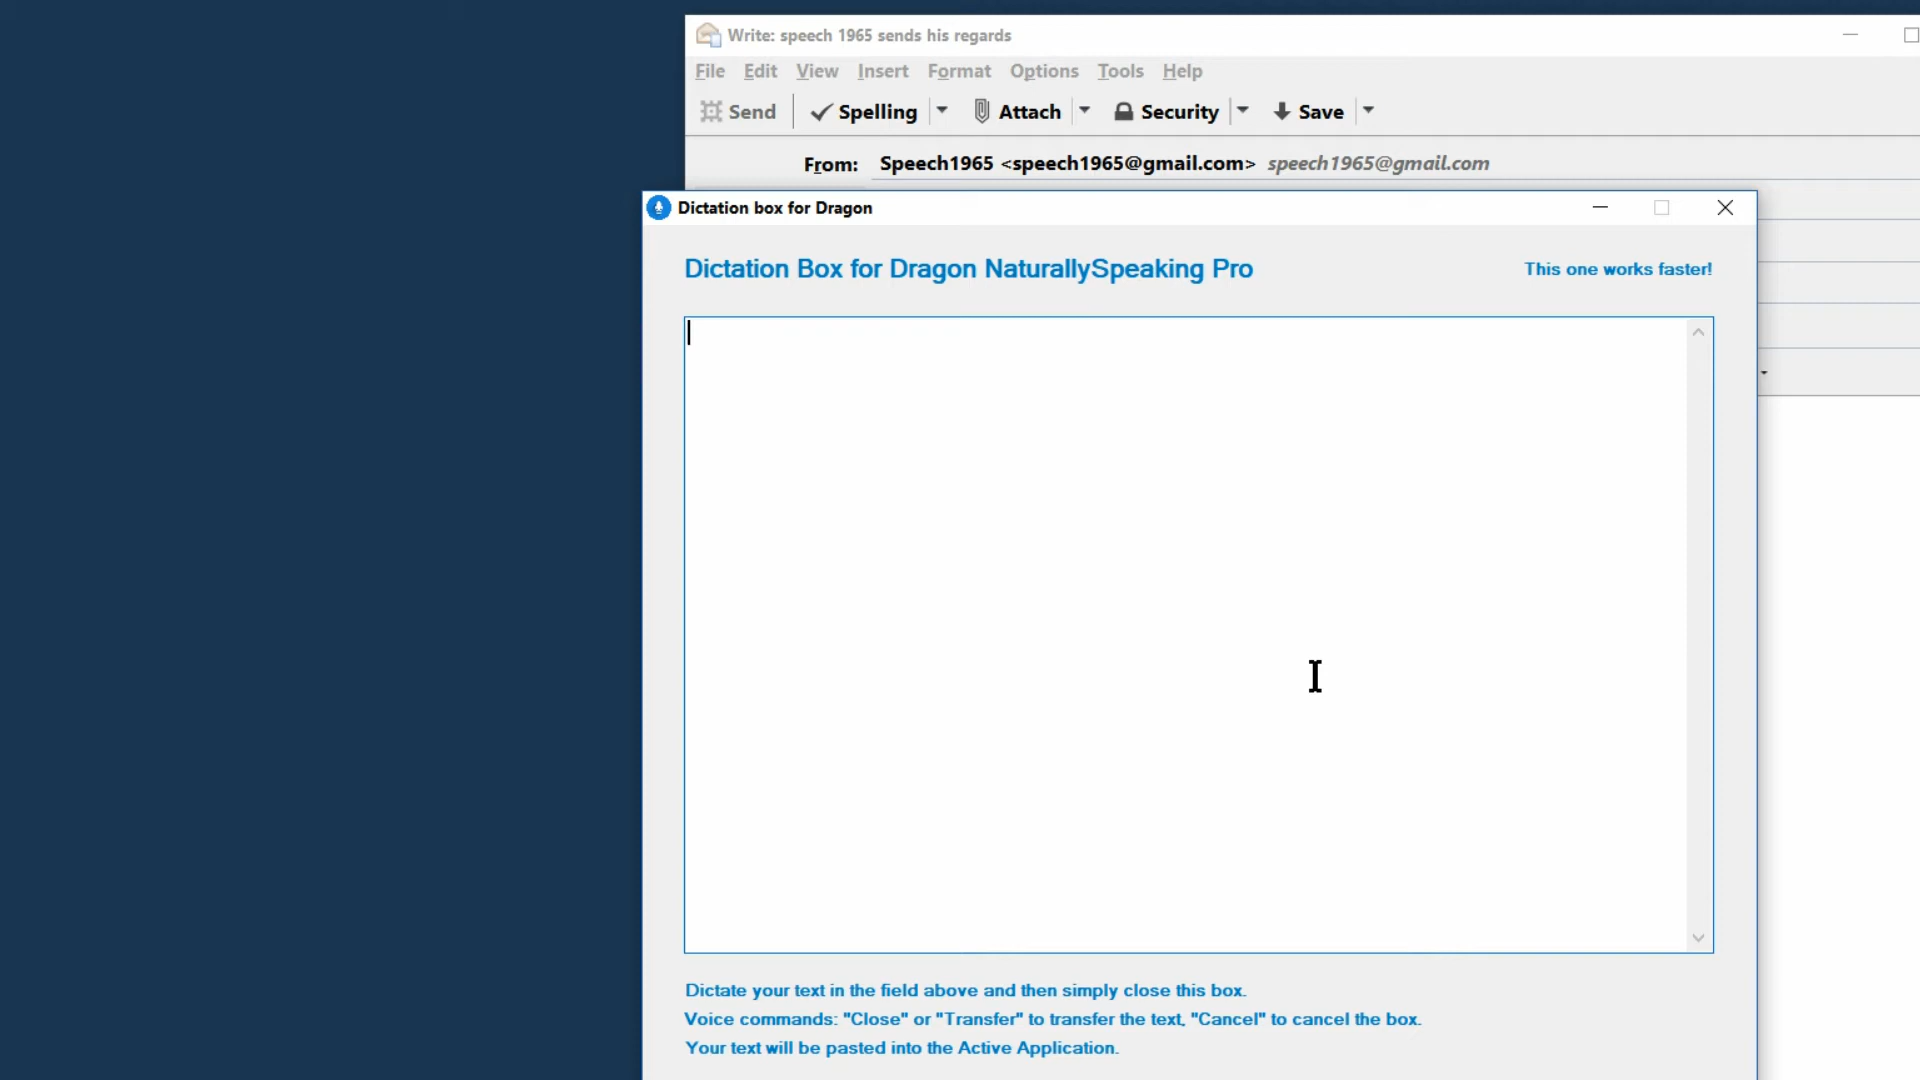 Write: speech 1965 sends his regards
File Edit View Insert Format Options Tools Help
Send Spelling Attach Security Save
From: Speech1965 <speech1965@gmail.com> speech1965@gmail.com
Dictation box for Dragon
Dictation Box for Dragon NaturallySpeaking Pro This one works faster!
Dictate your text in the field above and then simply close this box.
Voice commands: "Close" or "Transfer" to transfer the text, "Cancel" to cancel the box.
Your text will be pasted into the Active Application.